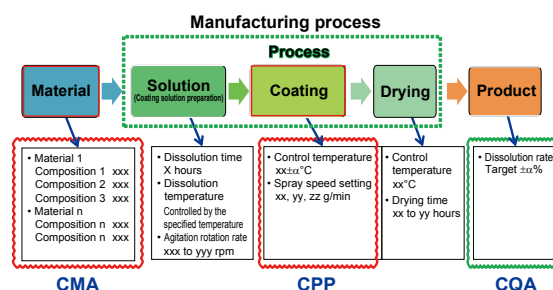 Manufacturing process
Process
Material
Solution
(Coating solution preparation)
Coating
Drying
Product
• Material 1
Composition 1 xxx
Composition 2 xxx
Composition 3 xxx
• Material n
Composition n xxx
Composition n xxx
• Dissolution time
X hours
• Dissolution
temperature
Controlled by the
specified temperature
• Agitation rotation rate
xxx to yyy rpm
• Control temperature
xx±α°C
• Spray speed setting
xx, yy, zz g/min
• Control
temperature
xx°C
• Drying time
xx to yy hours
• Dissolution rate
Target ±α%
CMA
CPP
CQA